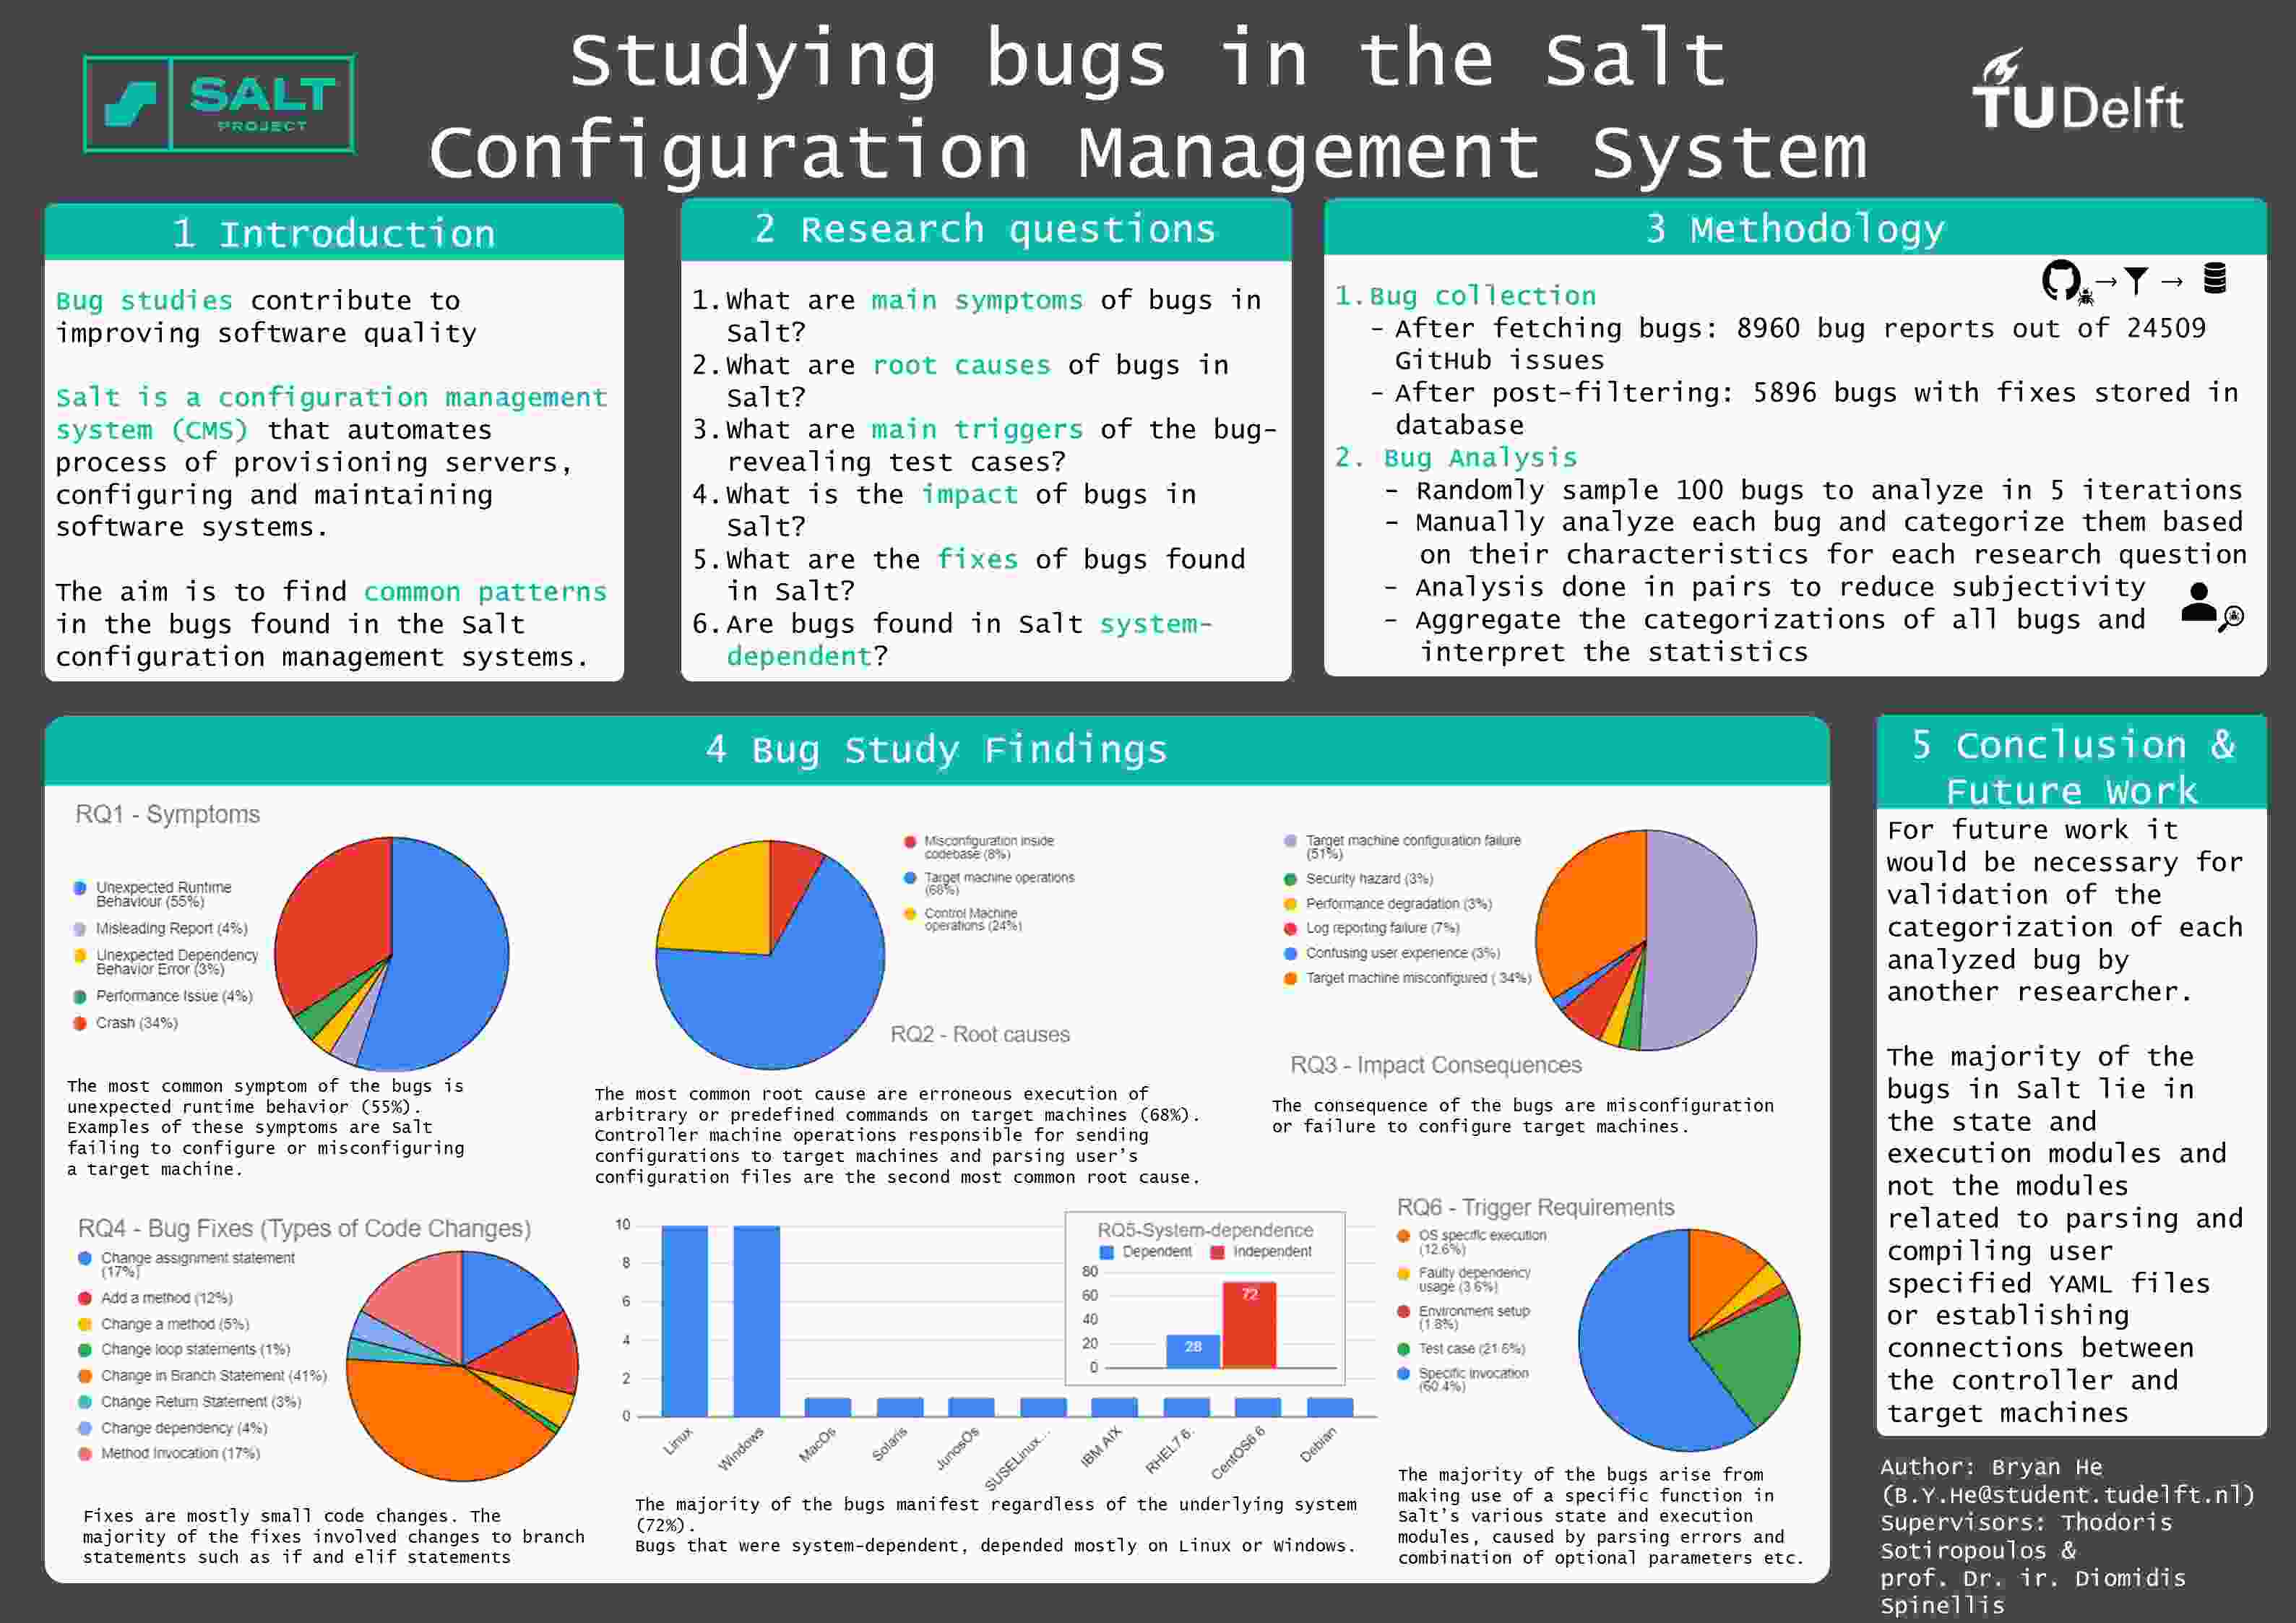 SALT
PROJECT
Studying bugs in the Salt
Configuration Management System
TU Delft
1 Introduction
Bug studies contribute to
improving software quality
Salt is a configuration management
system (CMS) that automates
process of provisioning servers,
configuring and maintaining
software systems.
The aim is to find common patterns
in the bugs found in the Salt
configuration management systems.
2 Research questions
1.What are main symptoms of bugs in
Salt?
2.What are root causes of bugs in
Salt?
3.What are main triggers of the bug-
revealing test cases?
4.What is the impact of bugs in
Salt?
5.What are the fixes of bugs found
in Salt?
6.Are bugs found in Salt system-
dependent?
3 Methodology
1.Bug collection
- After fetching bugs: 8960 bug reports out of 24509
GitHub issues
- After post-filtering: 5896 bugs with fixes stored in
database
2. Bug Analysis
- Randomly sample 100 bugs to analyze in 5 iterations
- Manually analyze each bug and categorize them based
on their characteristics for each research question
- Analysis done in pairs to reduce subjectivity
- Aggregate the categorizations of all bugs and
interpret the statistics
4 Bug Study Findings
RQ1 - Symptoms
Unexpected Runtime
Behaviour (55%)
Misleading Report (4%)
Unexpected Dependency
Behavior Error (3%)
Performance Issue (4%)
Crash (34%)
The most common symptom of the bugs is
unexpected runtime behavior (55%).
Examples of these symptoms are Salt
failing to configure or misconfiguring
a target machine.
Misconfiguration inside
codebase (8%)
Target machine operations
(68%)
Control Machine
operations (24%)
RQ2 - Root causes
The most common root cause are erroneous execution of
arbitrary or predefined commands on target machines (68%).
Controller machine operations responsible for sending
configurations to target machines and parsing user's
configuration files are the second most common root cause.
Target machine configuration failure
(51%)
Security hazard (3%)
Performance degradation (3%)
Log reporting failure (7%)
Confusing user experience (3%)
Target machine misconfigured ( 34%)
RQ3 - Impact Consequences
The consequence of the bugs are misconfiguration
or failure to configure target machines.
RQ4 - Bug Fixes (Types of Code Changes)
Change assignment statement
(17%)
Add a method (12%)
Change a method (5%)
Change loop statements (1%)
Change in Branch Statement (41%)
Change Return Statement (3%)
Change dependency (4%)
Method Invocation (17%)
Fixes are mostly small code changes. The
majority of the fixes involved changes to branch
statements such as if and elif statements
10
8
6
4
2
0
Linux
Windows
MacOs
Solaris
JunosOs
SUSELinux...
IBM AIX
RHEL7 6.
CentOS6.6
Debian
RQ5-System-dependence
Dependent
Independent
80
60
40
20
0
28
72
The majority of the bugs manifest regardless of the underlying system
(72%).
Bugs that were system-dependent, depended mostly on Linux or Windows.
RQ6 - Trigger Requirements
OS specific execution
(12.6%)
Faulty dependency
usage (3.6%)
Environment setup
(1.8%)
Test case (21.6%)
Specific invocation
(60.4%)
The majority of the bugs arise from
making use of a specific function in
Salt's various state and execution
modules, caused by parsing errors and
combination of optional parameters etc.
5 Conclusion &
Future Work
For future work it
would be necessary for
validation of the
categorization of each
analyzed bug by
another researcher.
The majority of the
bugs in Salt lie in
the state and
execution modules and
not the modules
related to parsing and
compiling user
specified YAML files
or establishing
connections between
the controller and
target machines
Author: Bryan He
(B.Y.He@student.tudelft.nl)
Supervisors: Thodoris
Sotiropoulos &
prof. Dr. ir. Diomidis
Spinellis